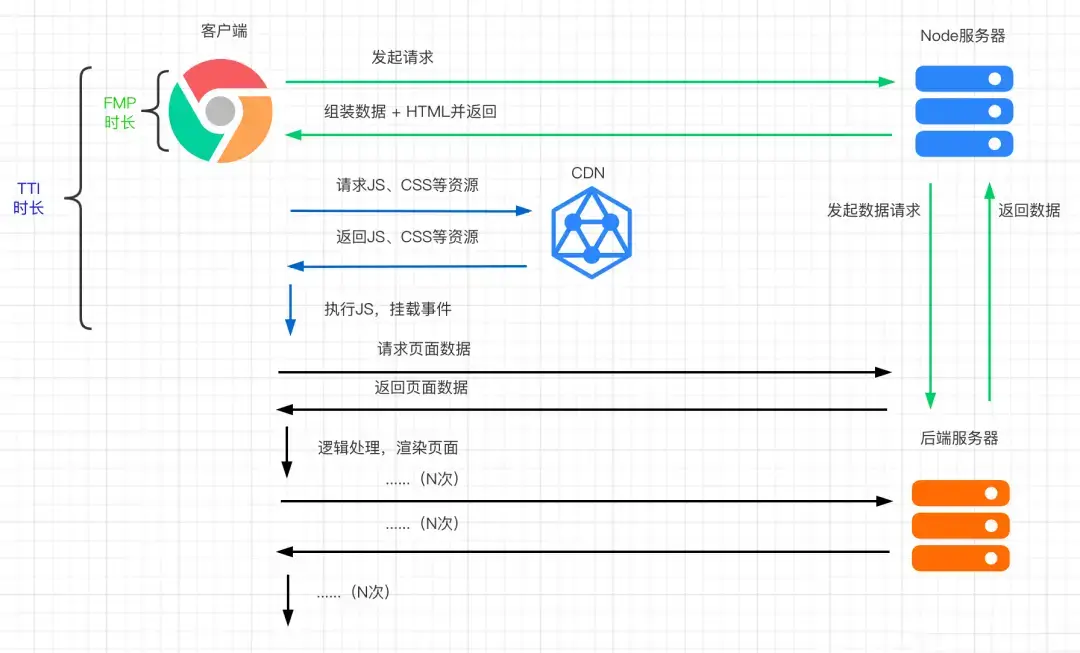 客户端
Node服务器
发起请求
FMP
时长
组装数据 + HTML并返回
CDN
请求JS、CSS等资源
TTI
时长
发起数据请求
返回数据
返回JS、CSS等资源
执行JS，挂载事件
请求页面数据
返回页面数据
后端服务器
逻辑处理，渲染页面
......（N次）
......（N次）
......（N次）